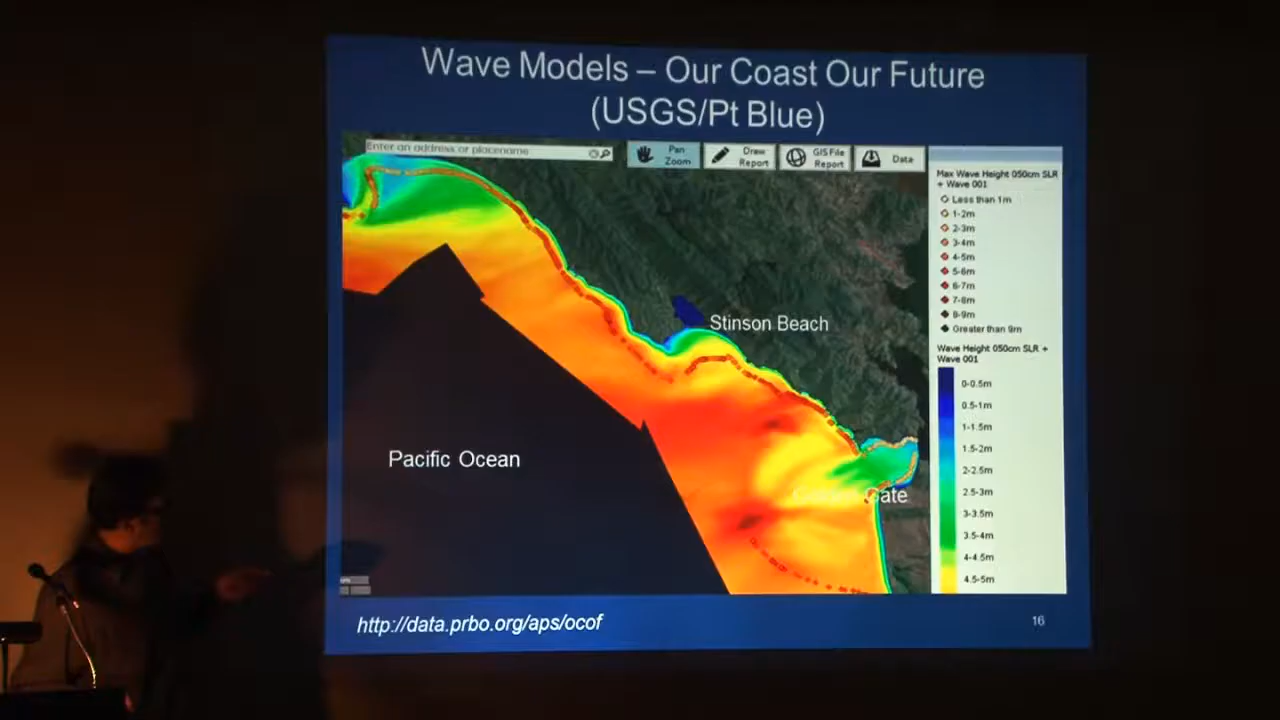 Wave Models – Our Coast Our Future
(USGS/Pt Blue)
Enter an address or placename
Pan
Zoom
Draw
Report
GIS File
Report
Data
Max Wave Height 050cm SLR
+ Wave 001
Less than 1m
1-2m
2-3m
3-4m
4-5m
5-6m
6-7m
7-8m
8-9m
Greater than 9m
Wave Height 050cm SLR +
Wave 001
0-0.5m
0.5-1m
1-1.5m
1.5-2m
2-2.5m
2.5-3m
3-3.5m
3.5-4m
4-4.5m
4.5-5m
Stinson Beach
Pacific Ocean
Golden Gate
http://data.prbo.org/aps/ocof
16